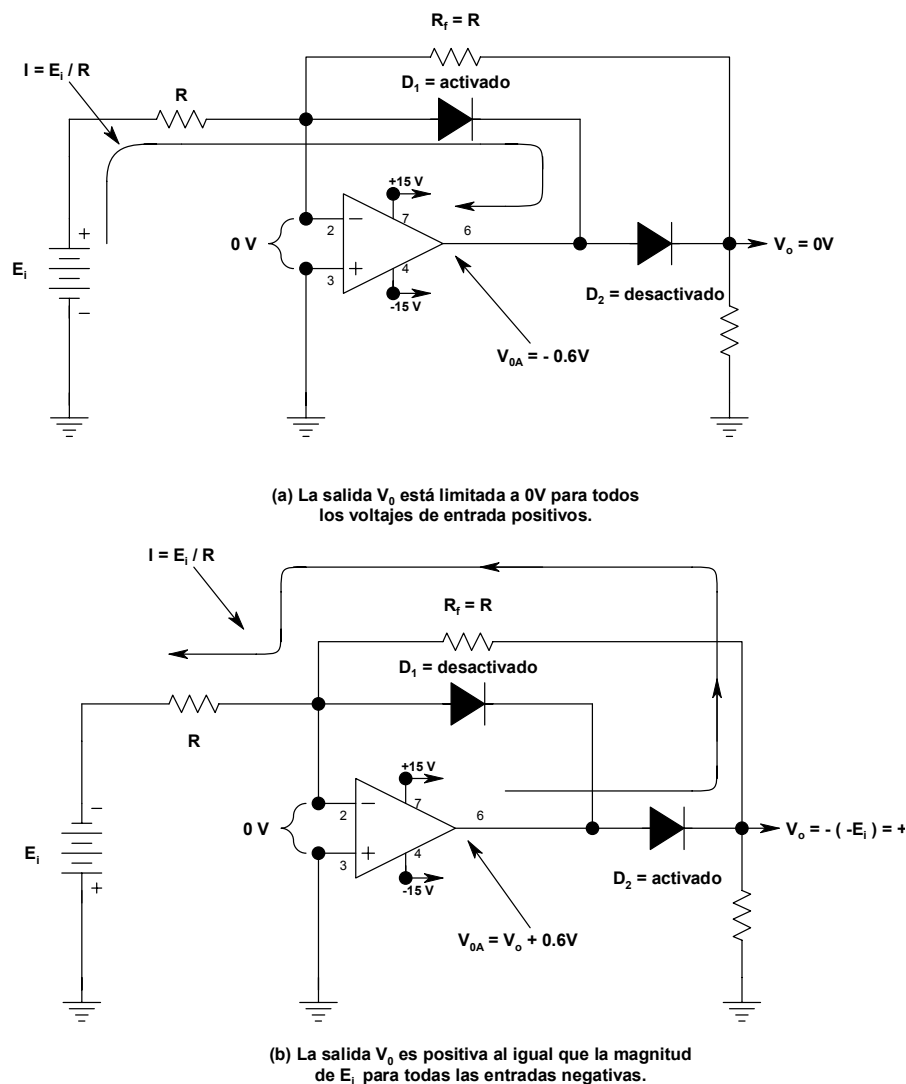 R_f = R
I = E_i / R
D_1 = activado
R
+15 V
7
2
−
6
0 V
+
V_o = 0V
3
4
E_i
+
−
-15 V
D_2 = desactivado
V_0A = - 0.6V
(a) La salida V_0 está limitada a 0V para todos
los voltajes de entrada positivos.
I = E_i / R
R_f = R
D_1 = desactivado
R
+15 V
7
−
2
−
6
0 V
+
V_o = - ( -E_i ) = +
3
4
E_i
+
-15 V
D_2 = activado
V_0A = V_o + 0.6V
(b) La salida V_0 es positiva al igual que la magnitud
de E_i para todas las entradas negativas.